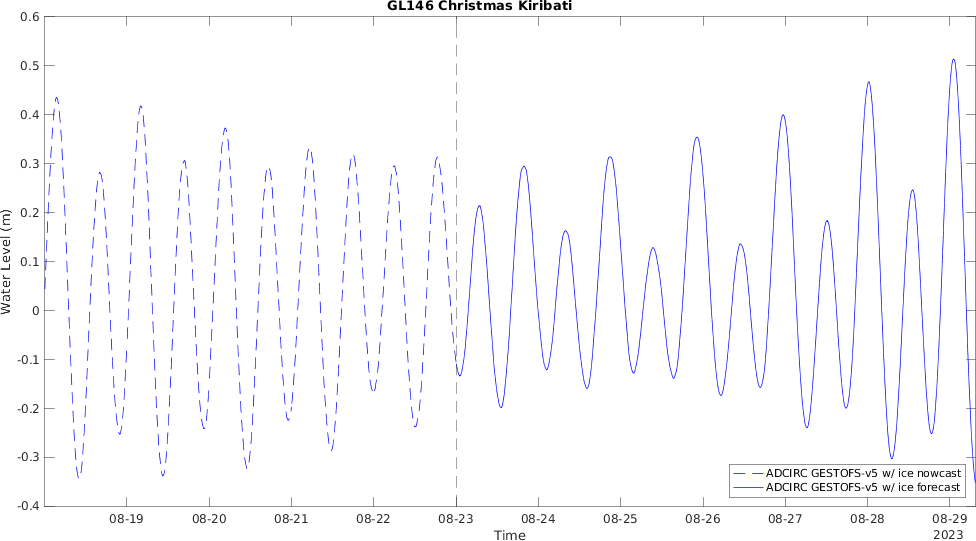 GL146 Christmas Kiribati
0.6
0.5
0.4
0.3
0.2
0.1
0
-0.1
-0.2
-0.3
-0.4
Water Level (m)
ADCIRC GESTOFS-v5 w/ ice nowcast
ADCIRC GESTOFS-v5 w/ ice forecast
08-19 08-20 08-21 08-22 08-23 08-24 08-25 08-26 08-27 08-28 08-29
Time
2023